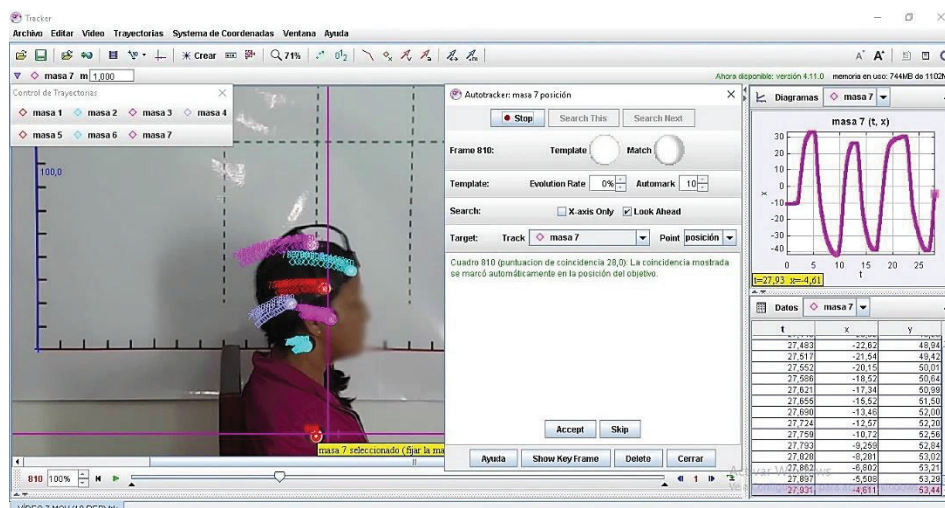 Tracker
Archivo Editar Video Trayectorias Sistema de Coordenadas Ventana Ayuda
Crear 71%
masa 7 m 1,000
Ahora disponible: versión 4.11.0 memoria en uso: 744MB de 1102M
Control de Trayectorias
masa 1 masa 2 masa 3 masa 4
masa 5 masa 6 masa 7
100,0
masa 7 seleccionado (fijar la ma
Autotracker: masa 7 posición
Stop Search This Search Next
Frame 810: Template Match
Template: Evolution Rate 0% Automark 10
Search: X-axis Only Look Ahead
Target: Track masa 7 Point posición
Cuadro 810 (puntuacion de coincidencia 28,0): La coincidencia mostrada
se marcó automáticamente en la posición del objetivo.
Accept Skip
Ayuda Show Key Frame Delete Cerrar
810 100% 1
Diagramas masa 7
masa 7 (t, x)
30
20
10
0
-10
-20
-30
-40
x
0 5 10 15 20 25
t
t=27,93 x=-4,61
Datos masa 7
t x y
27,483 -22,62 48,94
27,517 -21,54 49,42
27,552 -20,15 50,01
27,586 -18,52 50,64
27,621 -17,34 50,99
27,655 -15,52 51,50
27,690 -13,46 52,00
27,724 -12,57 52,20
27,759 -10,72 52,56
27,793 -9,259 52,84
27,828 -8,281 53,02
27,862 -6,802 53,21
27,897 -5,508 53,29
27,931 -4,611 53,44